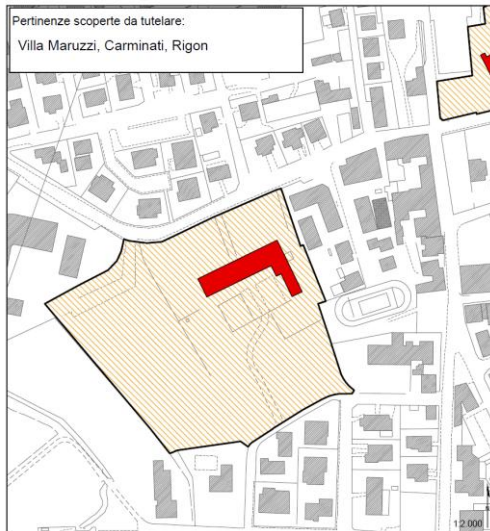 Pertinenze scoperte da tutelare:
Villa Maruzzi, Carminati, Rigon
1:2.000